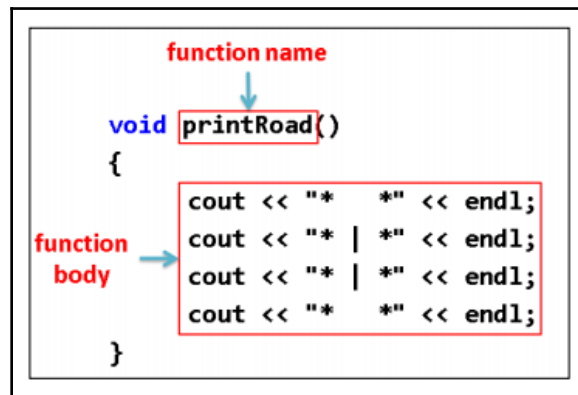 function name
void printRoad()
{
cout << "*   *" << endl;
cout << "* | *" << endl;
function
body
cout << "* | *" << endl;
cout << "*   *" << endl;
}